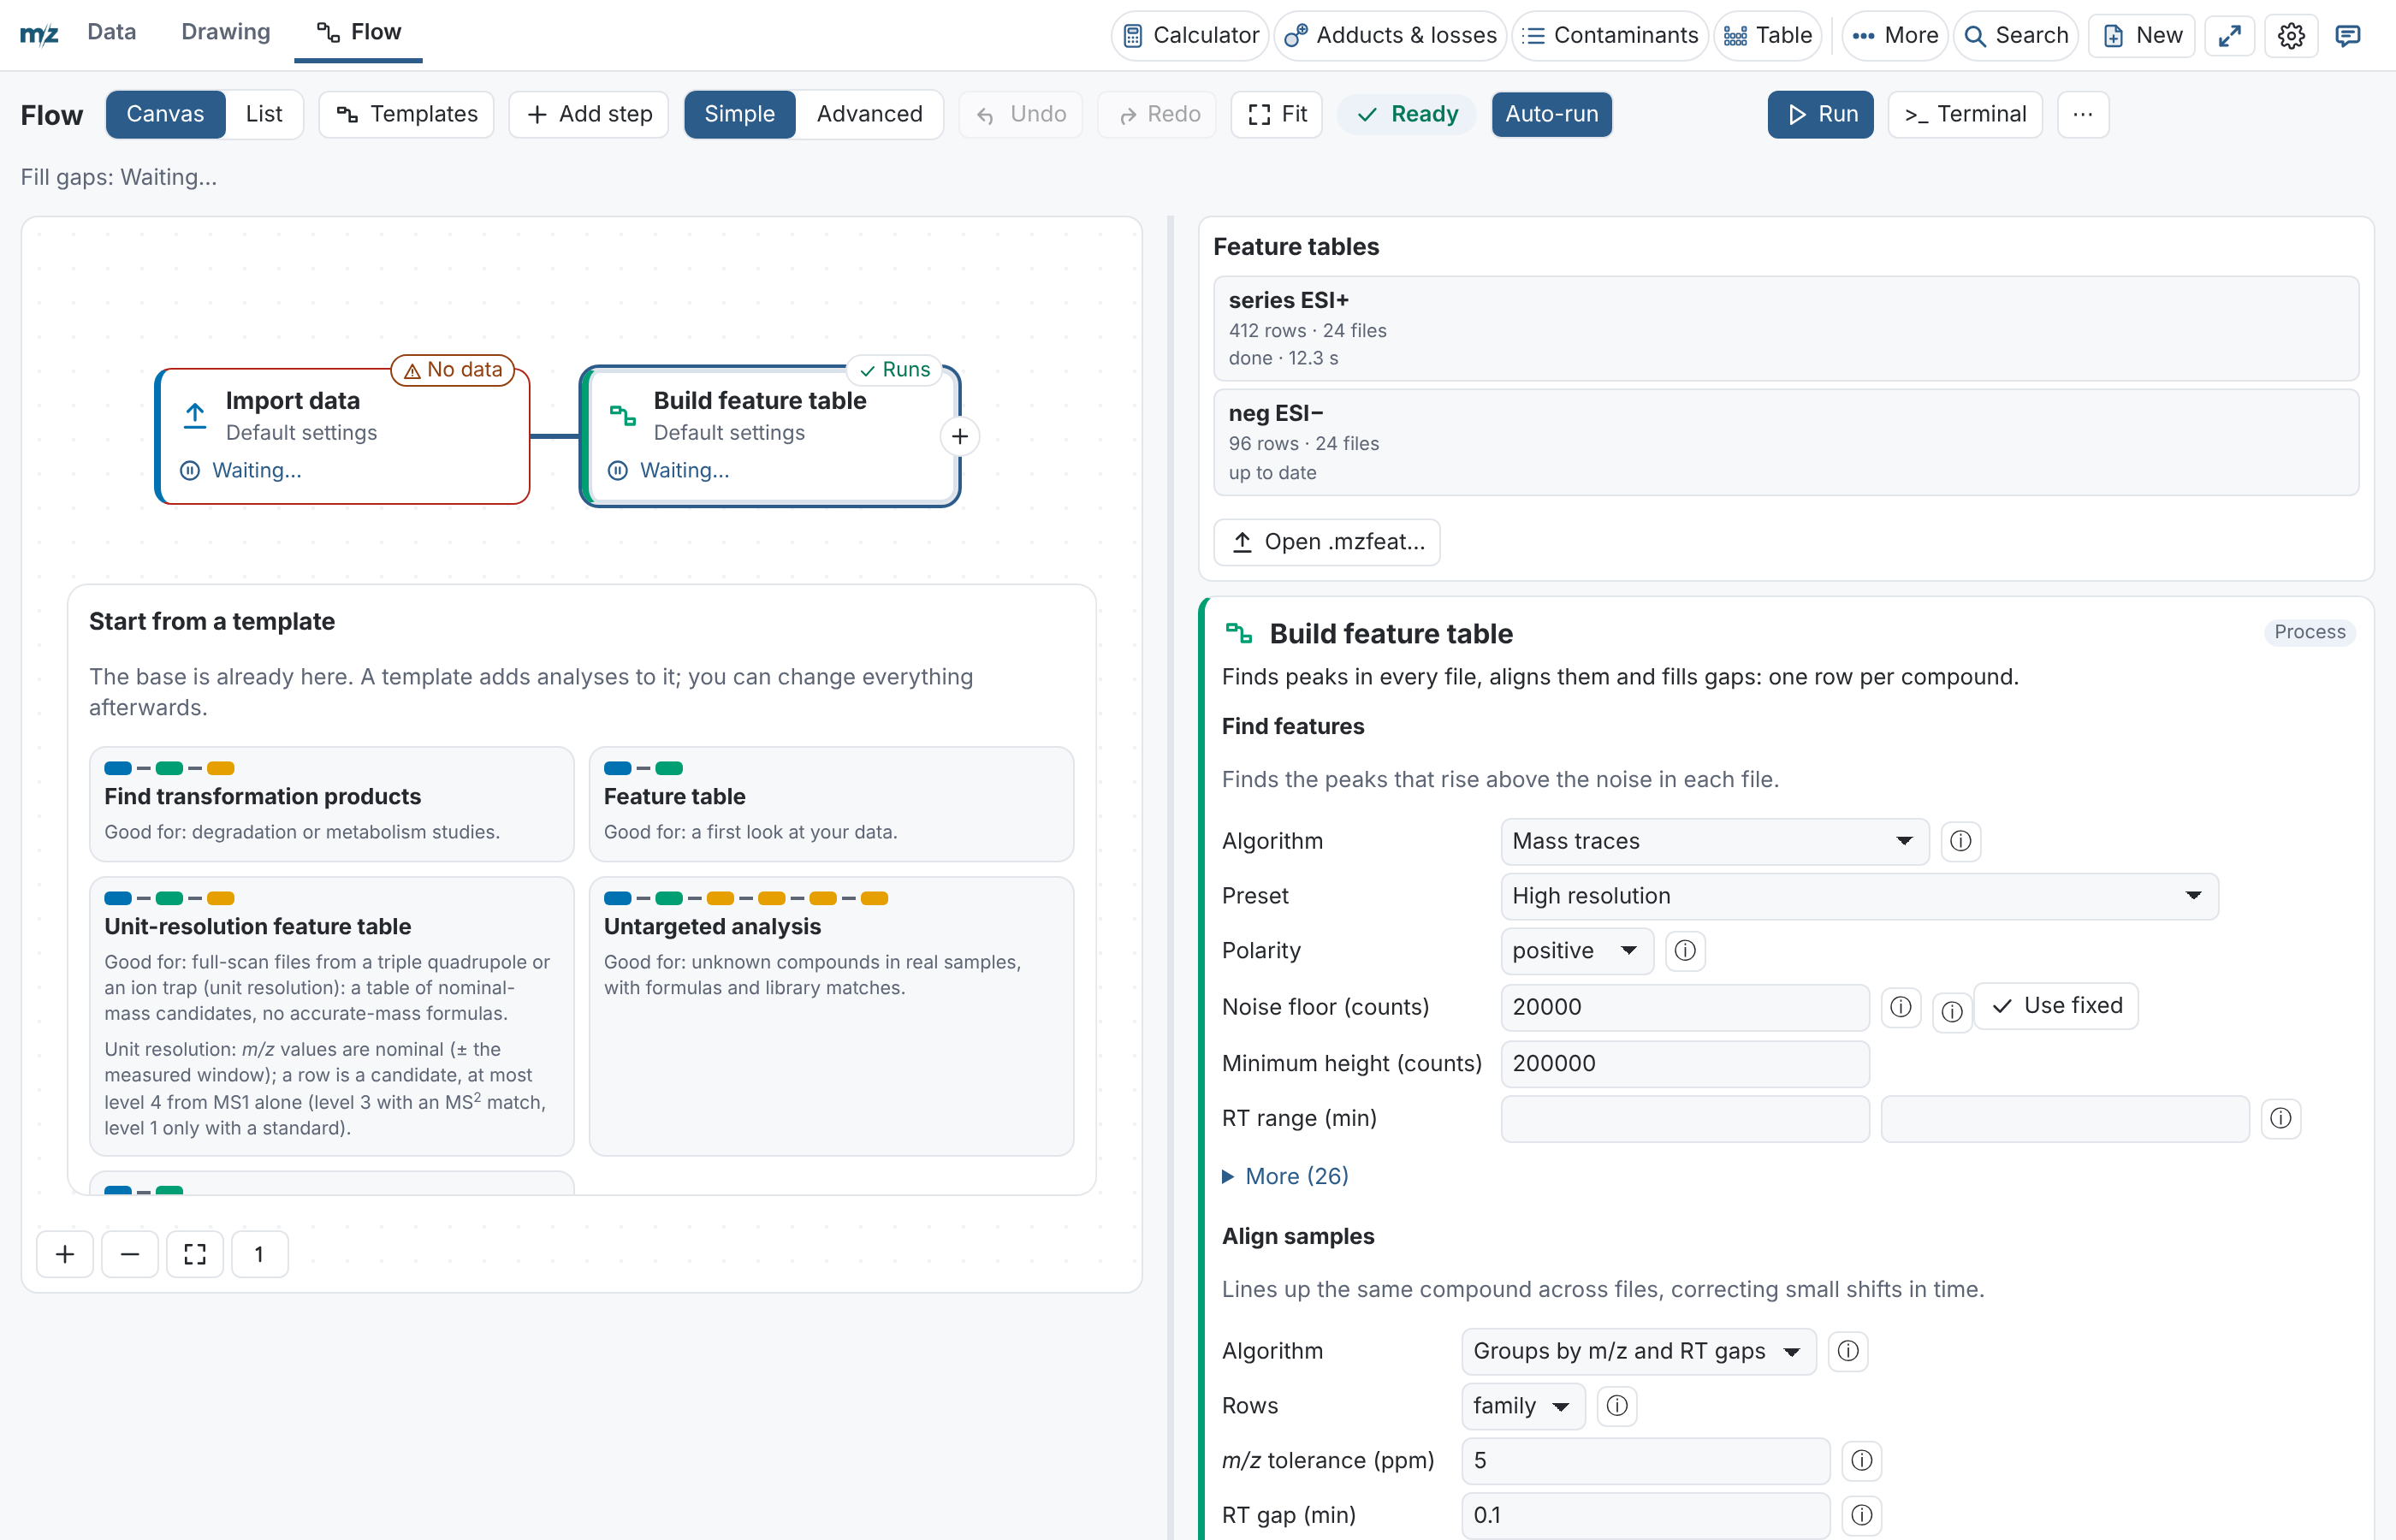 m/z Data Drawing Flow Calculator Adducts & losses Contaminants Table More Search New
Flow Canvas List Templates Add step Simple Advanced Undo Redo Fit Ready Auto-run Run >_ Terminal ...
Fill gaps: Waiting...
No data
Import data
Default settings
Waiting...
Runs
Build feature table
Default settings
Waiting...
Start from a template
The base is already here. A template adds analyses to it; you can change everything
afterwards.
Find transformation products
Good for: degradation or metabolism studies.
Feature table
Good for: a first look at your data.
Unit-resolution feature table
Good for: full-scan files from a triple quadrupole or
an ion trap (unit resolution): a table of nominal-
mass candidates, no accurate-mass formulas.
Unit resolution: m/z values are nominal (± the
measured window); a row is a candidate, at most
level 4 from MS1 alone (level 3 with an MS² match,
level 1 only with a standard).
Untargeted analysis
Good for: unknown compounds in real samples,
with formulas and library matches.
1
Feature tables
series ESI+
412 rows · 24 files
done · 12.3 s
neg ESI−
96 rows · 24 files
up to date
Open .mzfeat...
Build feature table Process
Finds peaks in every file, aligns them and fills gaps: one row per compound.
Find features
Finds the peaks that rise above the noise in each file.
Algorithm Mass traces
Preset High resolution
Polarity positive
Noise floor (counts) 20000 Use fixed
Minimum height (counts) 200000
RT range (min)
More (26)
Align samples
Lines up the same compound across files, correcting small shifts in time.
Algorithm Groups by m/z and RT gaps
Rows family
m/z tolerance (ppm) 5
RT gap (min) 0.1